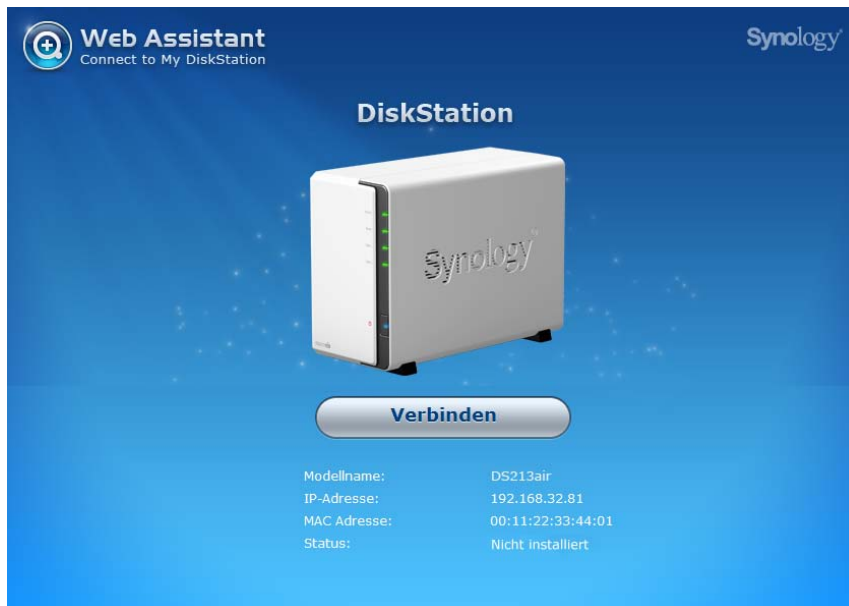 Web Assistant
Connect to My DiskStation
Synology
DiskStation
Synology
Verbinden
Modellname: DS213air
IP-Adresse: 192.168.32.81
MAC Adresse: 00:11:22:33:44:01
Status: Nicht installiert